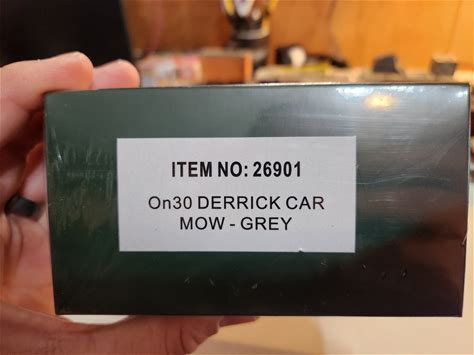 ITEM NO: 26901
On30 DERRICK CAR
MOW - GREY